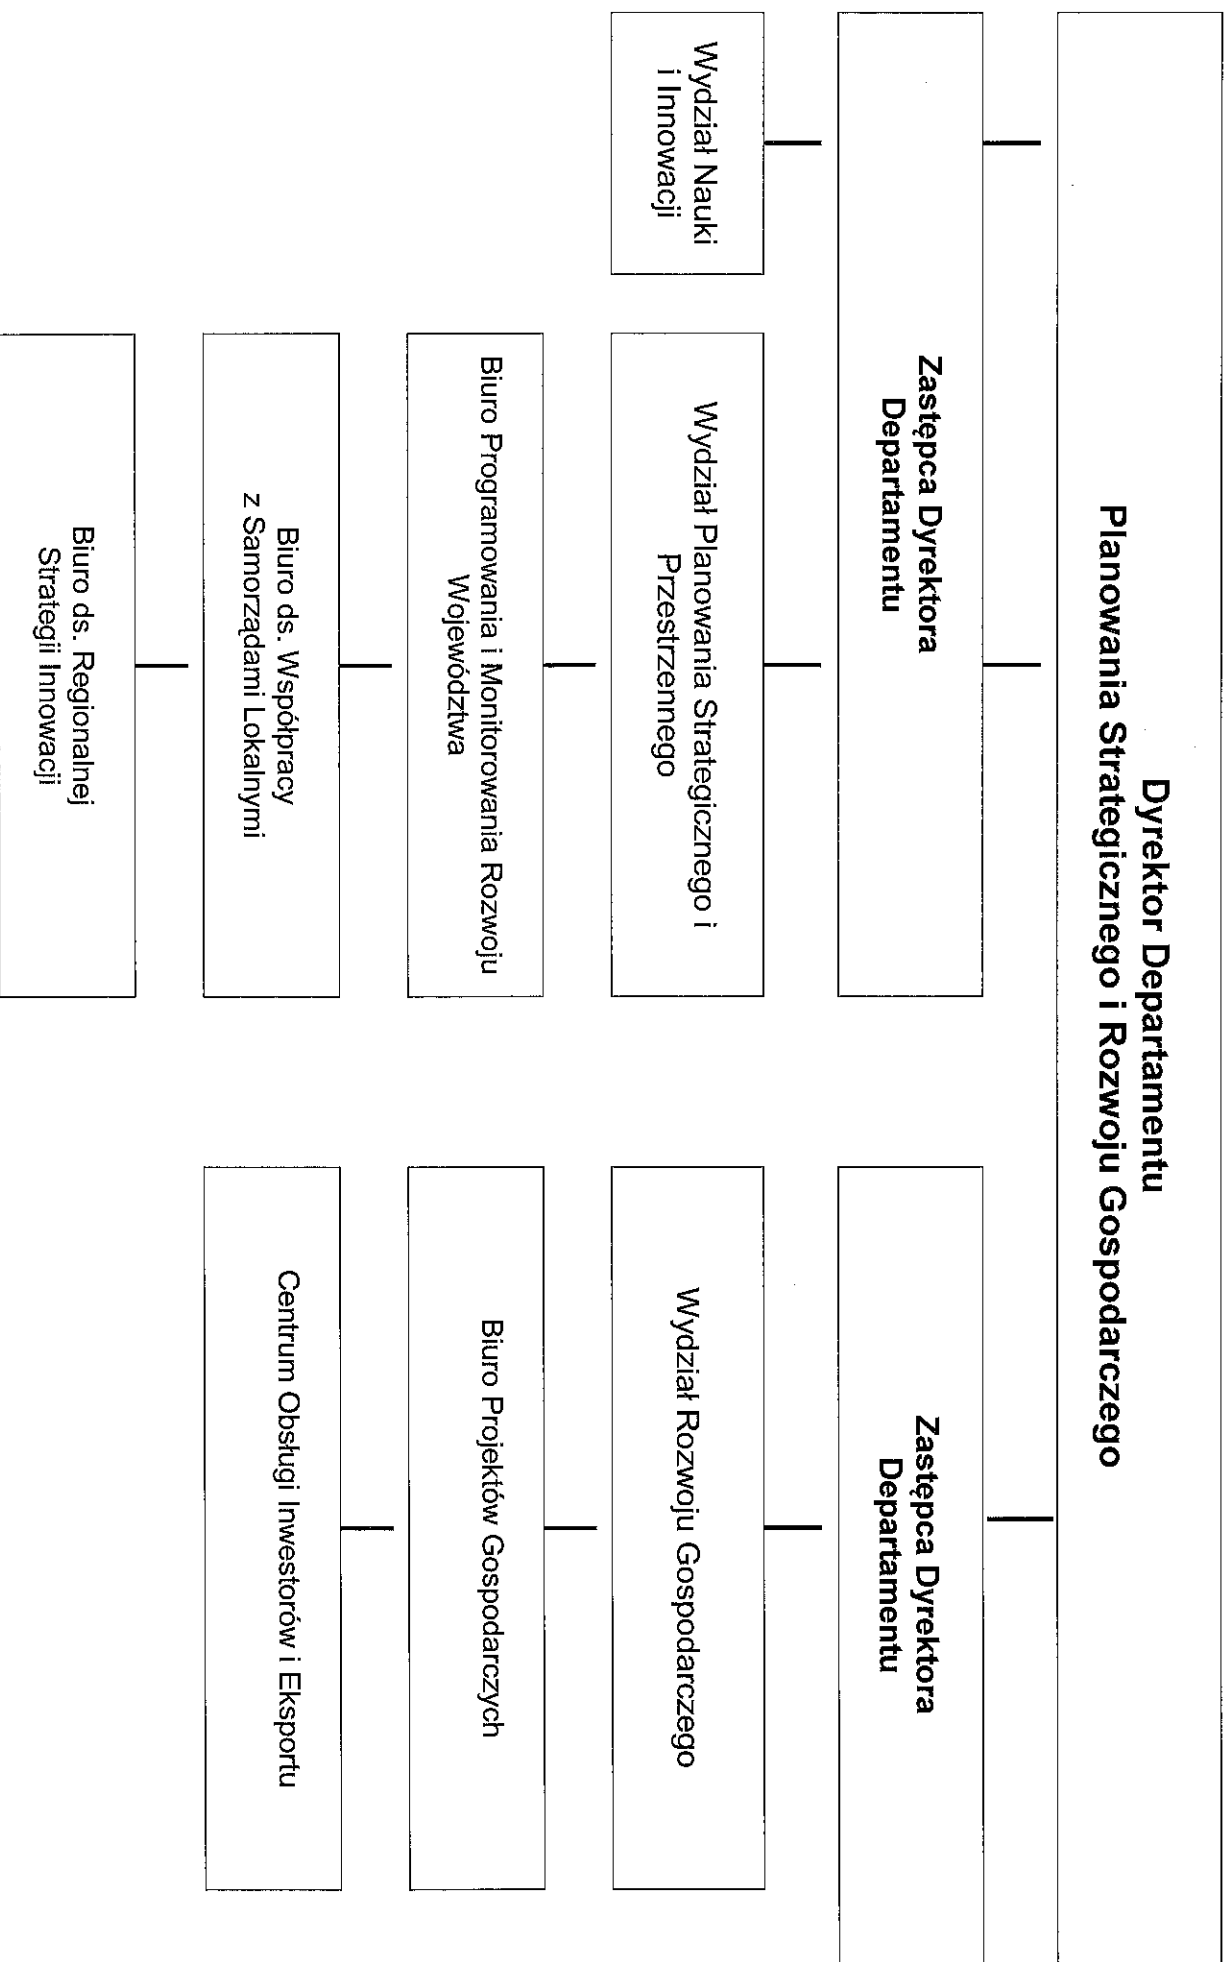 Dyrektor Departamentu
Planowania Strategicznego i Rozwoju Gospodarczego
Zastępca Dyrektora
Departamentu
Zastępca Dyrektora
Departamentu
Wydział Nauki
i Innowacji
Wydział Planowania Strategicznego i
Przestrzennego
Wydział Rozwoju Gospodarczego
Biuro Programowania i Monitorowania Rozwoju
Województwa
Biuro Projektów Gospodarczych
Biuro ds. Współpracy
z Samorządami Lokalnymi
Centrum Obsługi Inwestorów i Eksportu
Biuro ds. Regionalnej
Strategii Innowacji